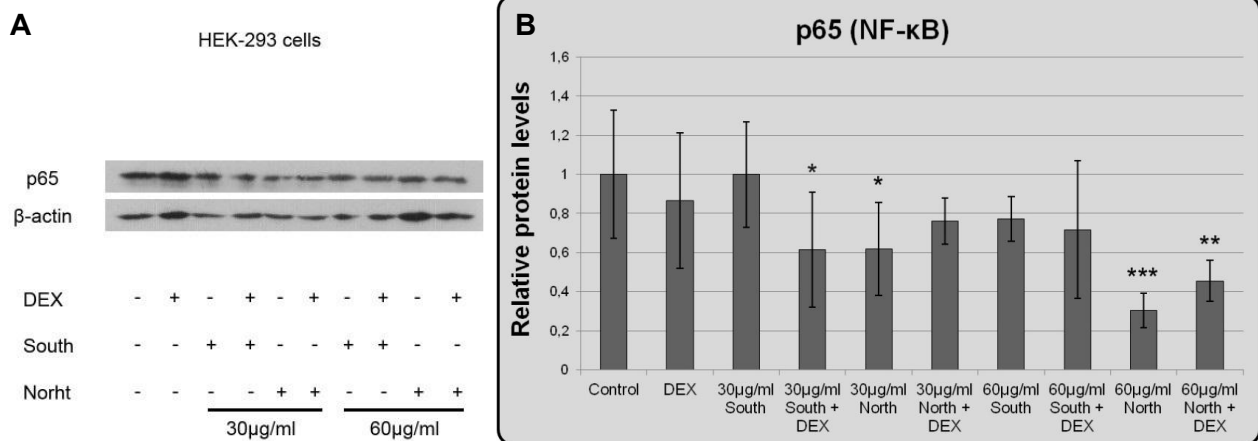 A
HEK-293 cells
p65
β-actin
DEX - + - + - + - + - +
South - - + + - - + + - -
Norht - - - - + + - - + +
30µg/ml 60µg/ml
B
p65 (NF-κB)
Relative protein levels
1,6
1,4
1,2
1
0,8
0,6
0,4
0,2
0
* * *** **
Control DEX 30µg/ml 30µg/ml 30µg/ml 30µg/ml 60µg/ml 60µg/ml 60µg/ml 60µg/ml
South South + North North + South South + North North +
DEX DEX DEX DEX